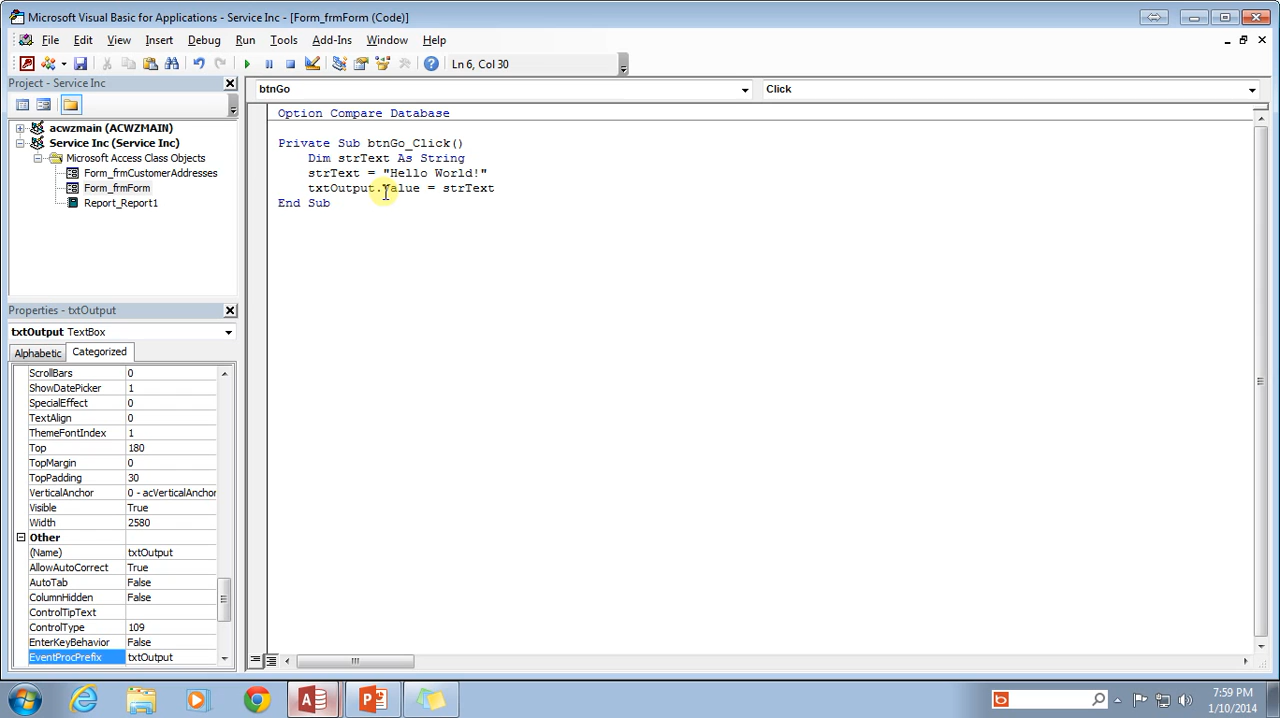 Microsoft Visual Basic for Applications - Service Inc - [Form_frmForm (Code)]
File Edit View Insert Debug Run Tools Add-Ins Window Help
Ln 6, Col 30
Project - Service Inc
btnGo
Click
acwzmain (ACWZMAIN)
Service Inc (Service Inc)
Microsoft Access Class Objects
Form_frmCustomerAddresses
Form_frmForm
Report_Report1
Option Compare Database
Private Sub btnGo_Click()
Dim strText As String
strText = "Hello World!"
txtOutput.Value = strText
End Sub
Properties - txtOutput
txtOutput TextBox
Alphabetic Categorized
ScrollBars 0
ShowDatePicker 1
SpecialEffect 0
TextAlign 0
ThemeFontIndex 1
Top 180
TopMargin 0
TopPadding 30
VerticalAnchor 0 - acVerticalAnchor
Visible True
Width 2580
Other
(Name) txtOutput
AllowAutoCorrect True
AutoTab False
ColumnHidden False
ControlTipText
ControlType 109
EnterKeyBehavior False
EventProcPrefix txtOutput
7:59 PM
1/10/2014